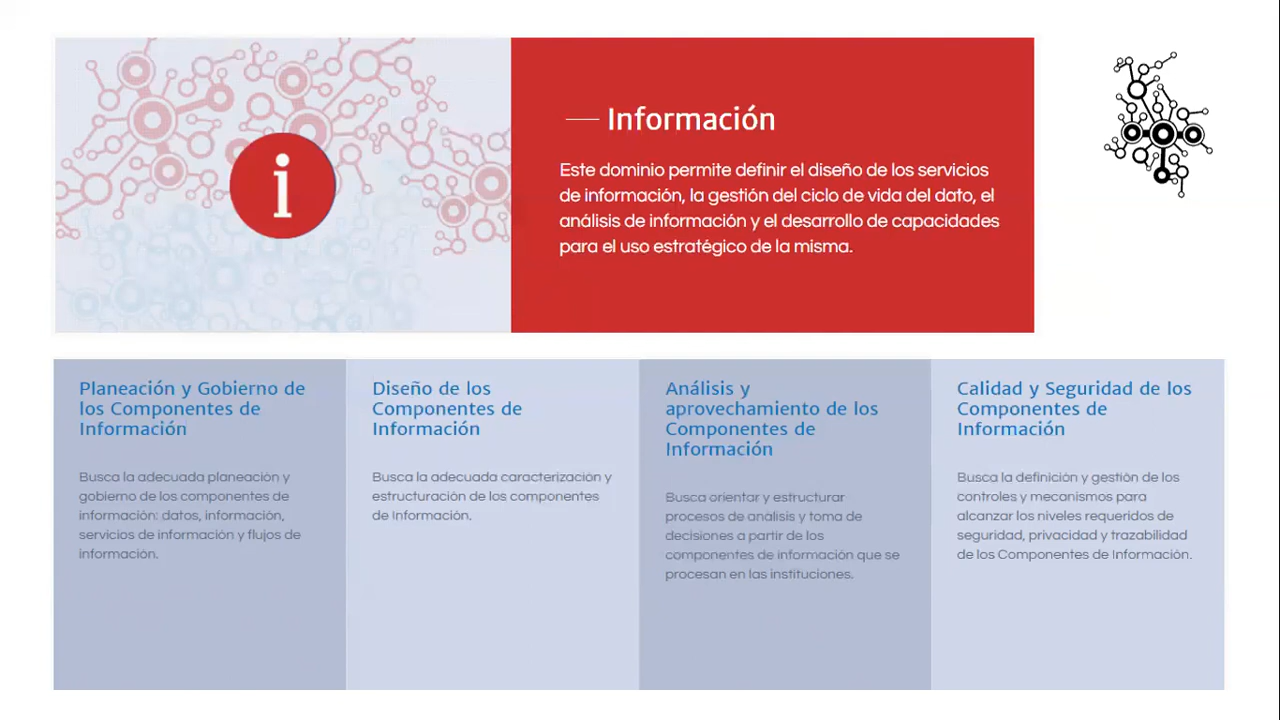 i
Información
Este dominio permite definir el diseño de los servicios
de información, la gestión del ciclo de vida del dato, el
análisis de información y el desarrollo de capacidades
para el uso estratégico de la misma.
Planeación y Gobierno de
los Componentes de
Información
Busca la adecuada planeación y
gobierno de los componentes de
información: datos, información,
servicios de información y flujos de
información.
Diseño de los
Componentes de
Información
Busca la adecuada caracterización y
estructuración de los componentes
de Información.
Análisis y
aprovechamiento de los
Componentes de
Información
Busca orientar y estructurar
procesos de análisis y toma de
decisiones a partir de los
componentes de información que se
procesan en las instituciones.
Calidad y Seguridad de los
Componentes de
Información
Busca la definición y gestión de los
controles y mecanismos para
alcanzar los niveles requeridos de
seguridad, privacidad y trazabilidad
de los Componentes de Información.